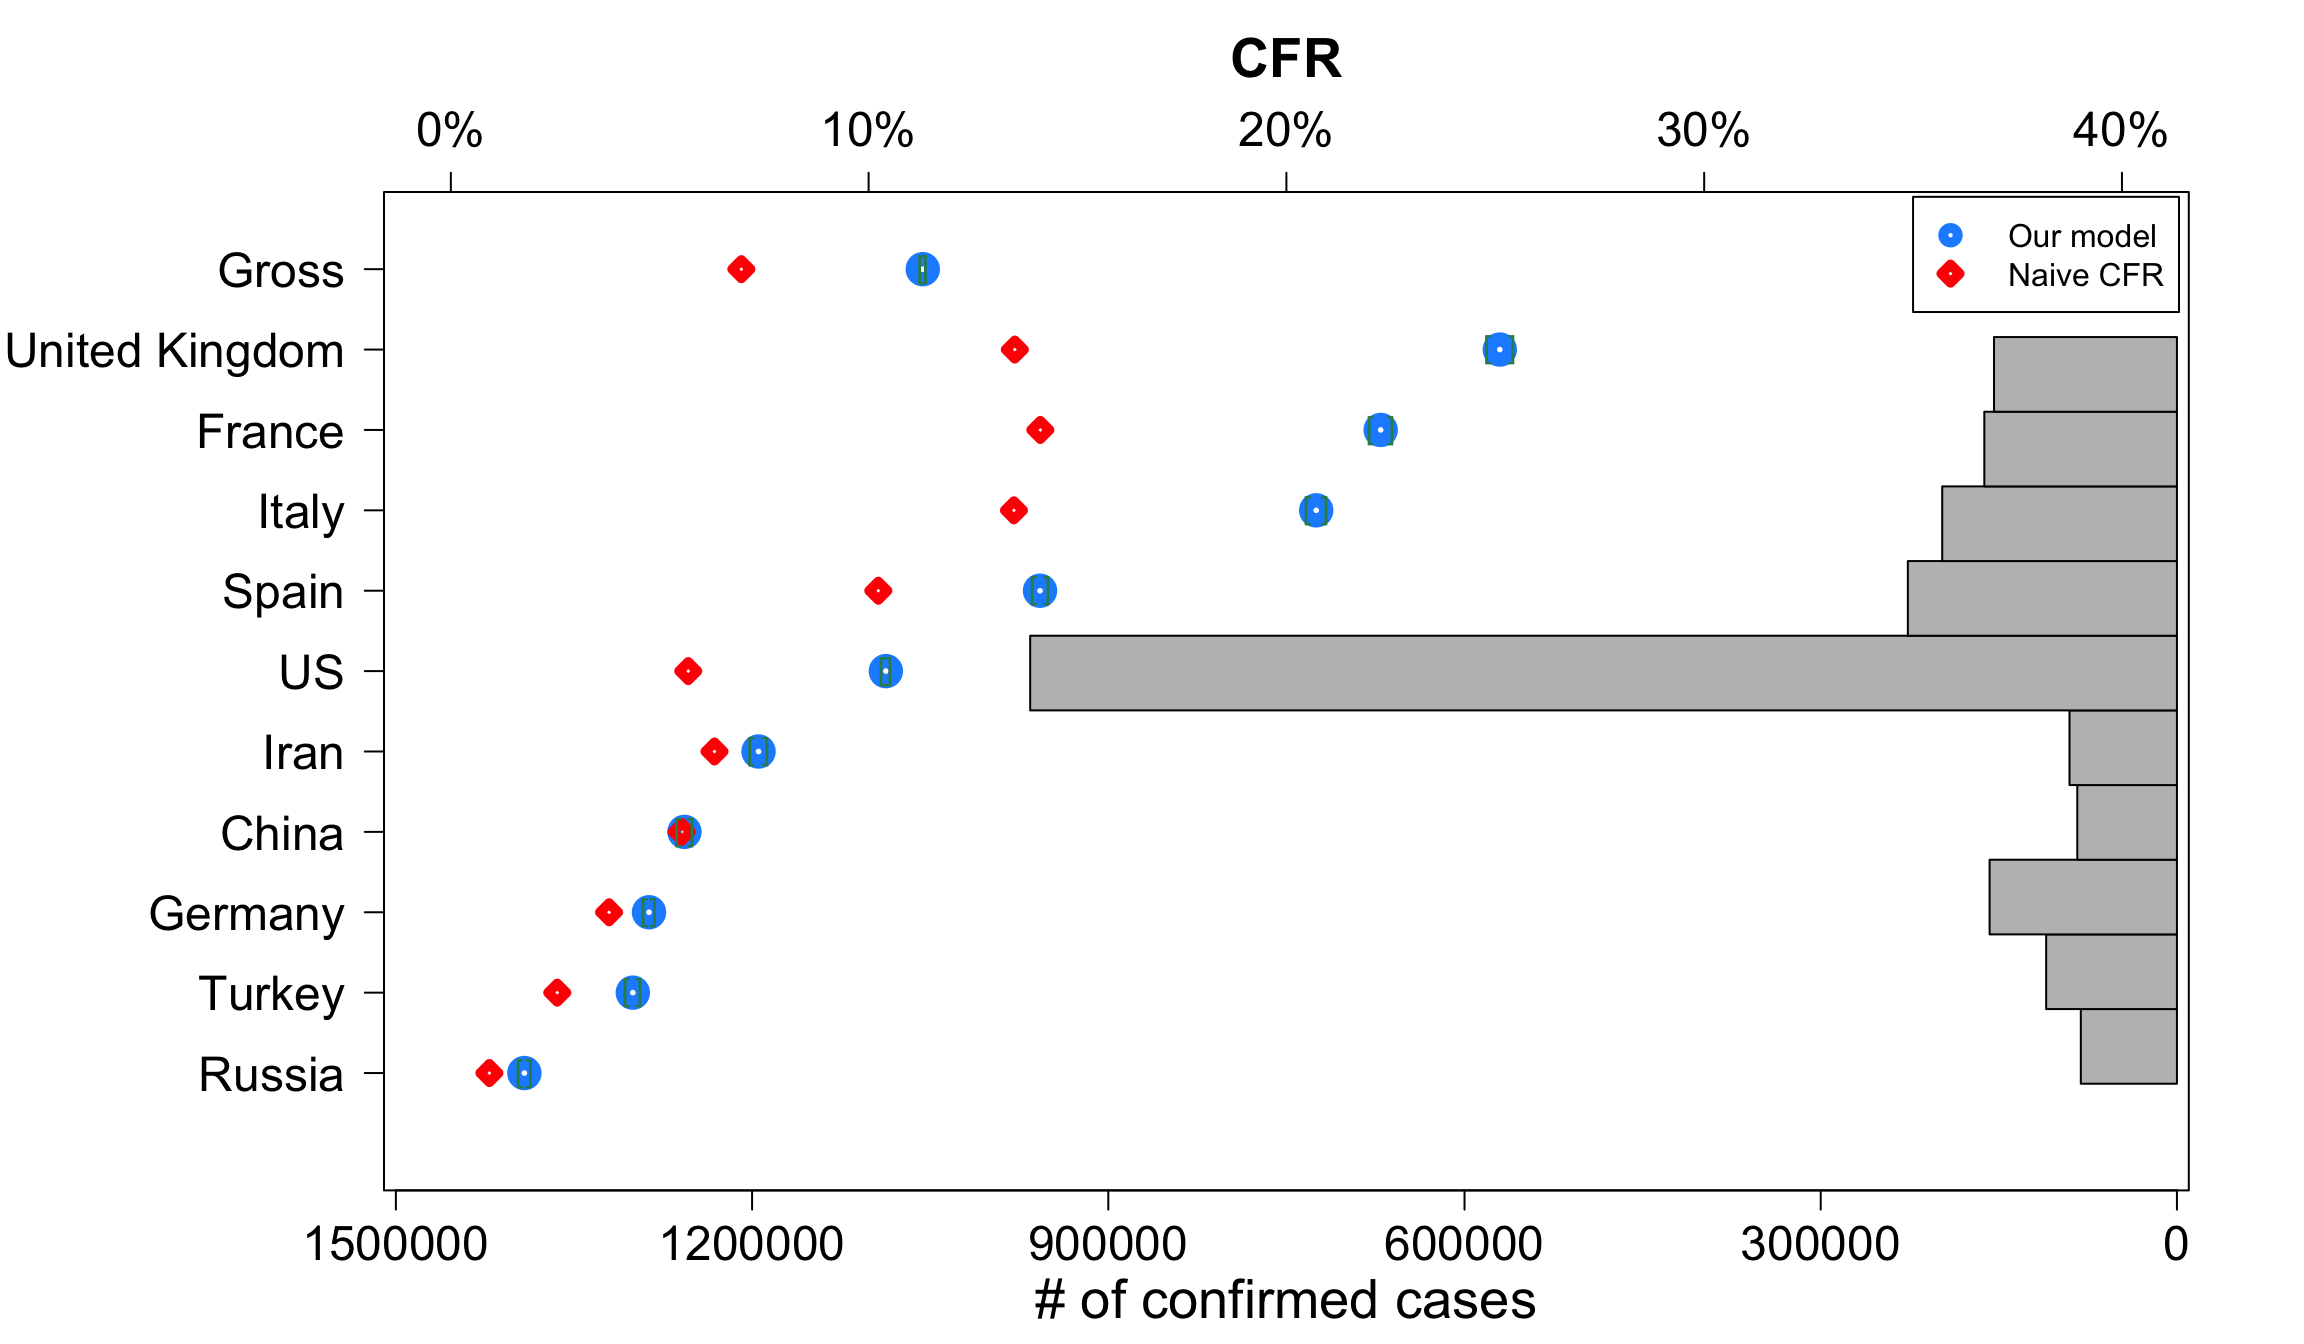 CFR
0% 10% 20% 30% 40%
Our model
Naive CFR
Gross
United Kingdom
France
Italy
Spain
US
Iran
China
Germany
Turkey
Russia
1500000 1200000 900000 600000 300000 0
# of confirmed cases